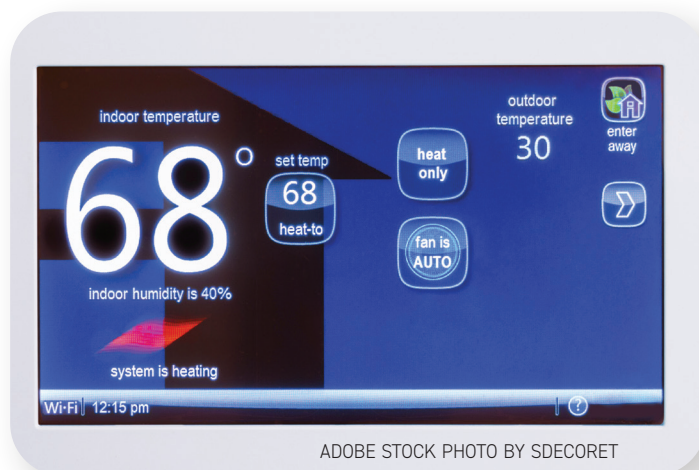 indoor temperature
68°
indoor humidity is 40%
system is heating
set temp
68
heat-to
heat
only
fan is
AUTO
outdoor
temperature
30
enter
away
Wi-Fi 12:15 pm
?
ADOBE STOCK PHOTO BY SDECORET